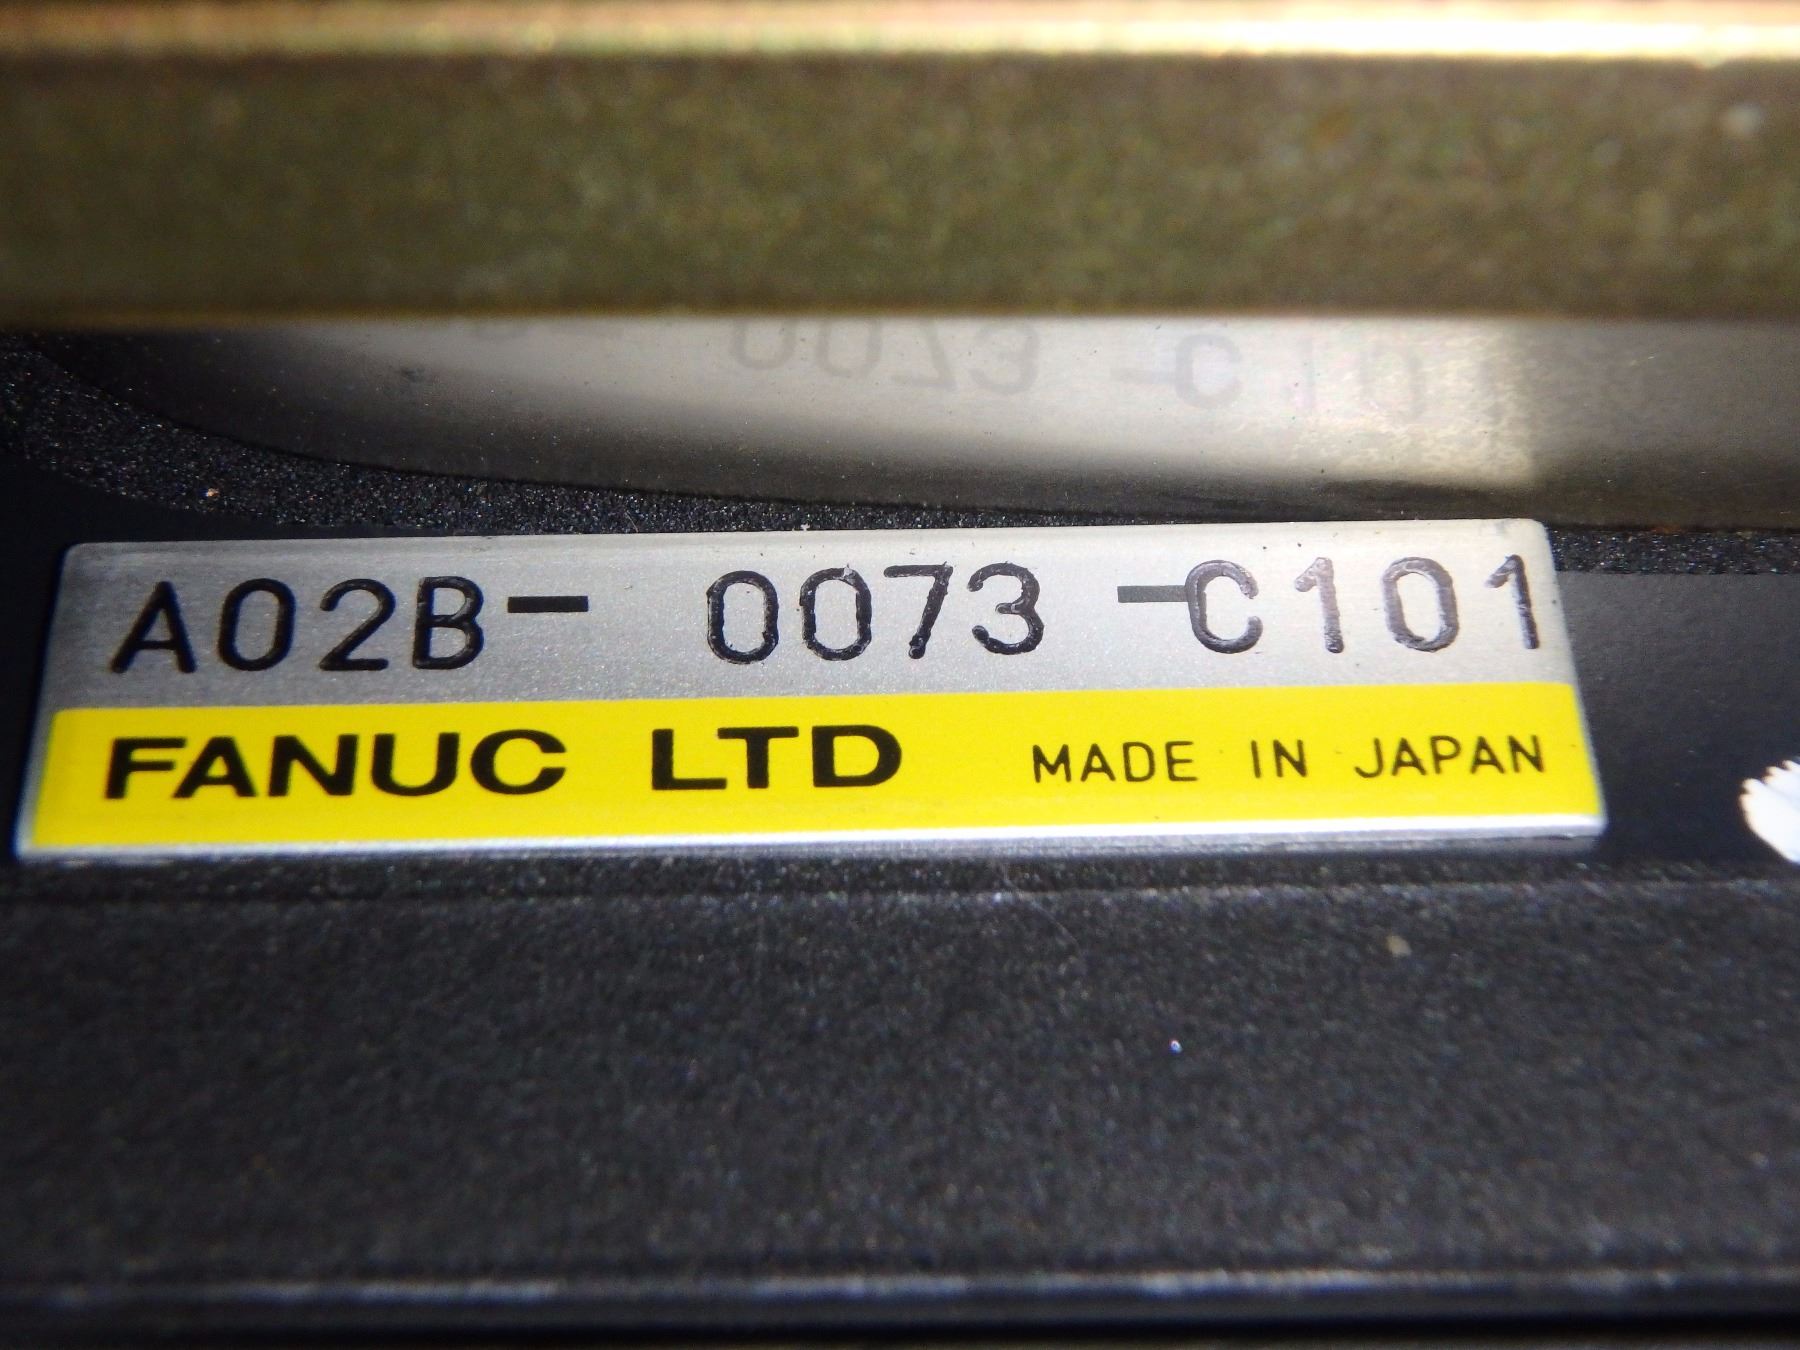 A02B- 0073 -C101
FANUC LTD MADE IN JAPAN